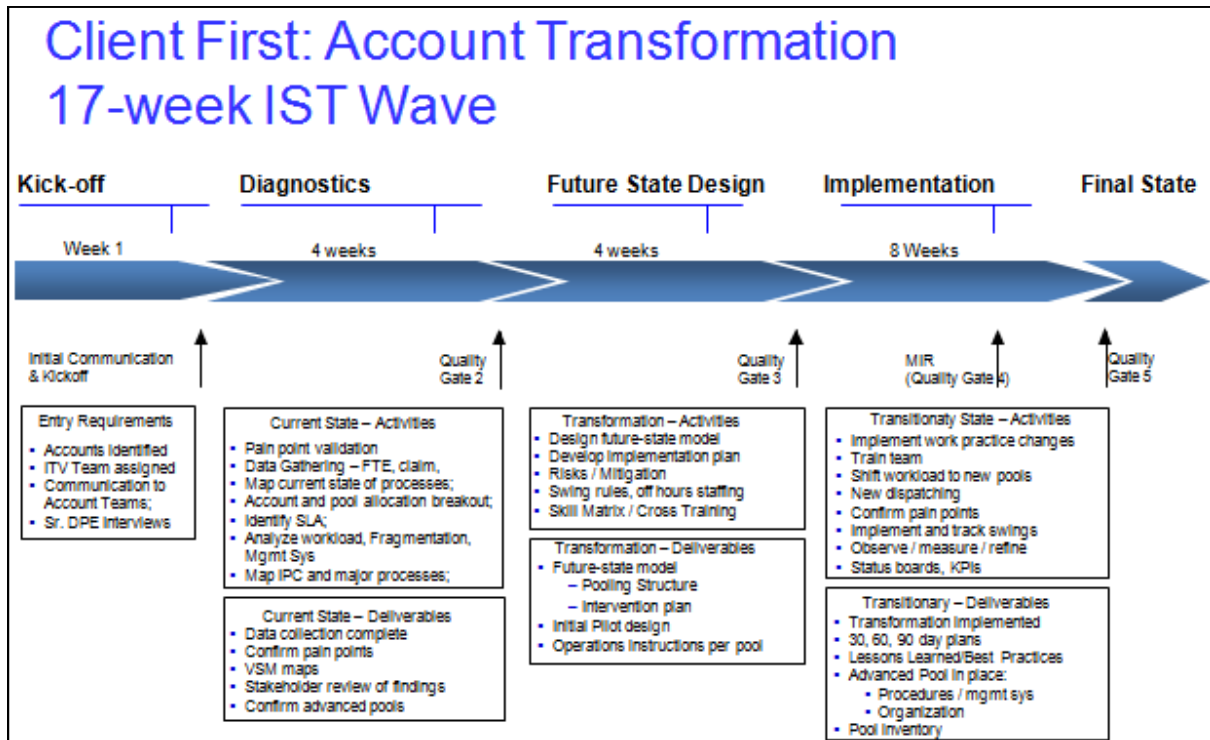 Client First: Account Transformation
17-week IST Wave
Kick-off
Diagnostics
Future State Design
Implementation
Final State
Week 1
4 weeks
4 weeks
8 Weeks
Initial Communication
& Kickoff
Quality
Gate 2
Quality
Gate 3
MIR
(Quality Gate 4)
Quality
Gate 5
Entry Requirements
▪ Accounts Identified
▪ ITV Team assigned
▪ Communication to
Account Teams;
▪ Sr. DPE Interviews
Current State – Activities
▪ Pain point validation
▪ Data Gathering – FTE, claim,
▪ Map current state of processes;
▪ Account and pool allocation breakout;
▪ Identify SLA;
▪ Analyze workload, Fragmentation,
Mgmt Sys
▪ Map IPC and major processes;
Current State – Deliverables
▪ Data collection complete
▪ Confirm pain points
▪ VSM maps
▪ Stakeholder review of findings
▪ Confirm advanced pools
Transformation – Activities
▪ Design future-state model
▪ Develop Implementation plan
▪ Risks / Mitigation
▪ Swing rules, off hours staffing
▪ Skill Matrix / Cross Training
Transformation – Deliverables
▪ Future-state model
– Pooling Structure
– Intervention plan
▪ Initial Pilot design
▪ Operations Instructions per pool
Transitionaty State – Activities
▪ Implement work practice changes
▪ Train team
▪ Shift workload to new pools
▪ New dispatching
▪ Confirm pain points
▪ Implement and track swings
▪ Observe / measure / refine
▪ Status boards, KPIs
Transitionary – Deliverables
▪ Transformation Implemented
▪ 30, 60, 90 day plans
▪ Lessons Learned/Best Practices
▪ Advanced Pool in place:
▪ Procedures / mgmt sys
▪ Organization
▪ Pool Inventory